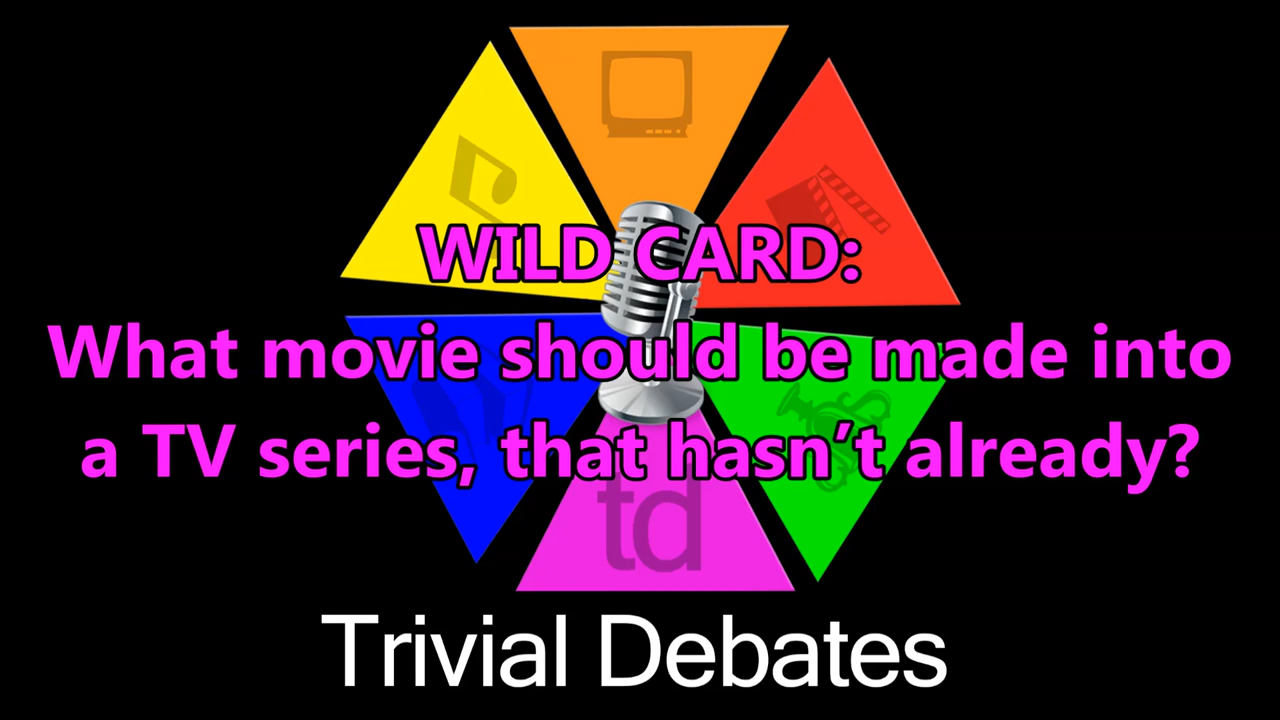 WILD CARD:
What movie should be made into
a TV series, that hasn’t already?
td
Trivial Debates